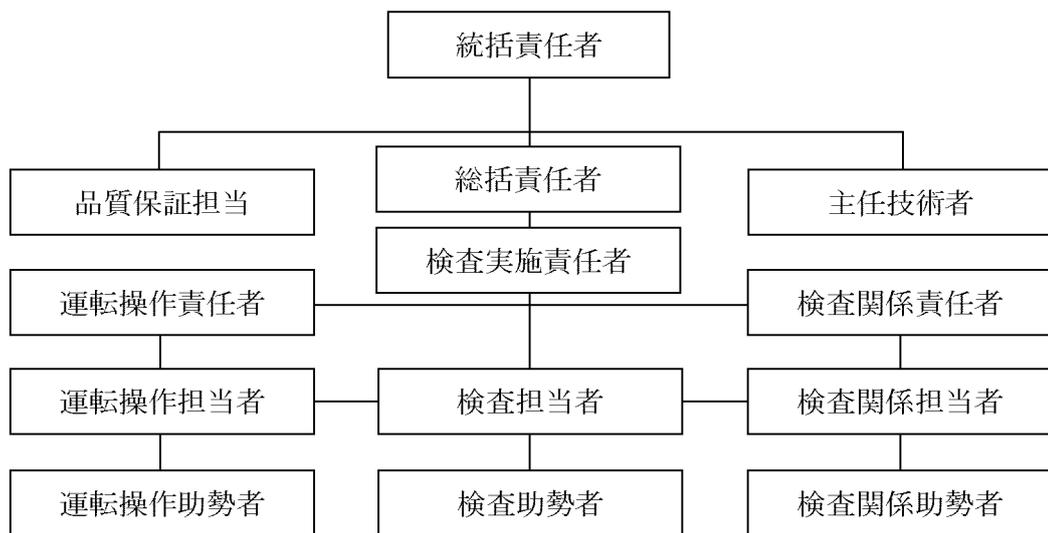 統括責任者
品質保証担当
総括責任者
主任技術者
検査実施責任者
運転操作責任者
検査関係責任者
運転操作担当者
検査担当者
検査関係担当者
運転操作助勢者
検査助勢者
検査関係助勢者